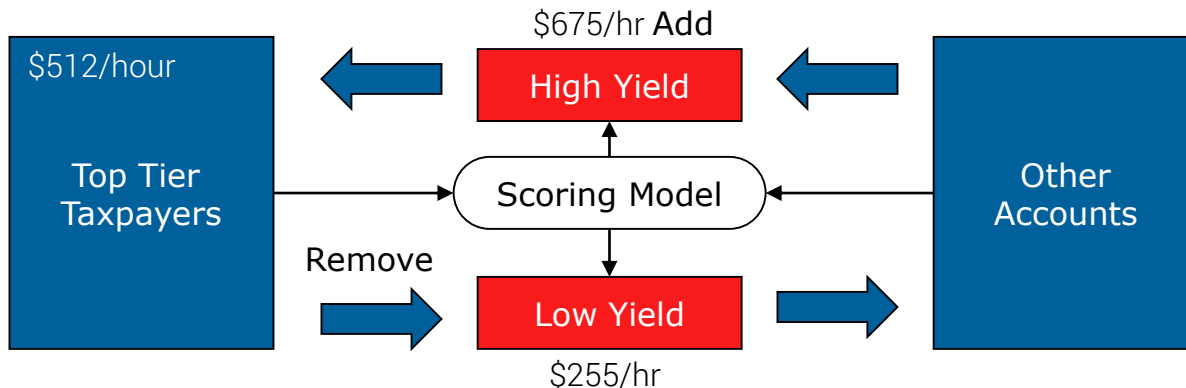 $675/hr Add
$512/hour
High Yield
Top Tier
Taxpayers
Scoring Model
Other
Accounts
Remove
Low Yield
$255/hr